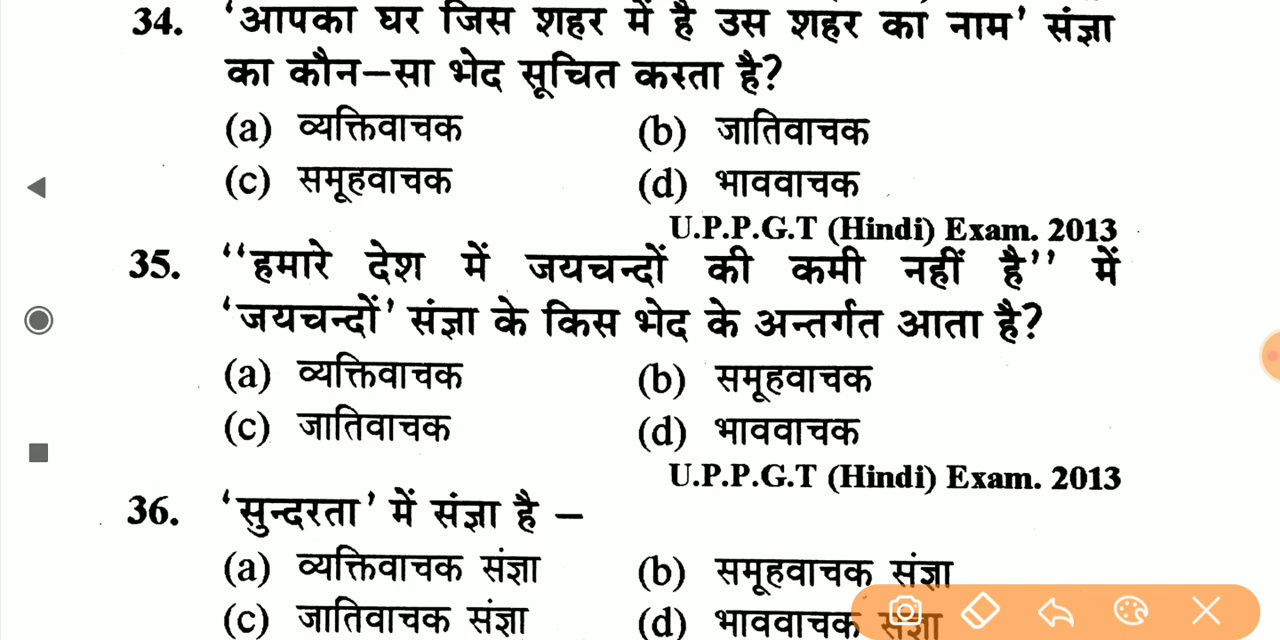 34. ‘आपका घर जिस शहर में है उस शहर का नाम’ संज्ञा
का कौन–सा भेद सूचित करता है?
(a) व्यक्तिवाचक (b) जातिवाचक
(c) समूहवाचक (d) भाववाचक
U.P.P.G.T (Hindi) Exam. 2013
35. ‘‘हमारे देश में जयचन्दों की कमी नहीं है’’ में
‘जयचन्दों’ संज्ञा के किस भेद के अन्तर्गत आता है?
(a) व्यक्तिवाचक (b) समूहवाचक
(c) जातिवाचक (d) भाववाचक
U.P.P.G.T (Hindi) Exam. 2013
36. ‘सुन्दरता’ में संज्ञा है –
(a) व्यक्तिवाचक संज्ञा (b) समूहवाचक संज्ञा
(c) जातिवाचक संज्ञा (d) भाववाचक संज्ञा